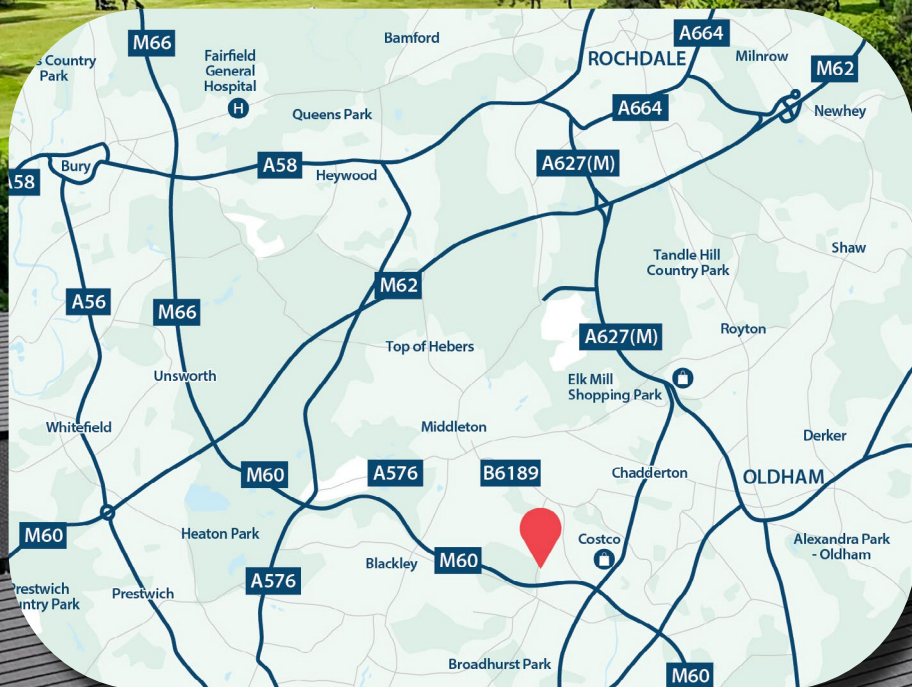 M66
Bamford
A664
ROCHDALE
Milnrow
M62
s Country
Park
Fairfield
General
Hospital
H
Queens Park
A664
Newhey
A58
Bury
A58
Heywood
A627(M)
Tandle Hill
Country Park
Shaw
A56
M66
M62
A627(M)
Royton
Top of Hebers
Unsworth
Elk Mill
Shopping Park
Whitefield
Middleton
Derker
M60
A576
B6189
Chadderton
OLDHAM
M60
Heaton Park
Costco
Alexandra Park
- Oldham
Blackley
M60
A576
Prestwich
ntry Park
Prestwich
Broadhurst Park
M60